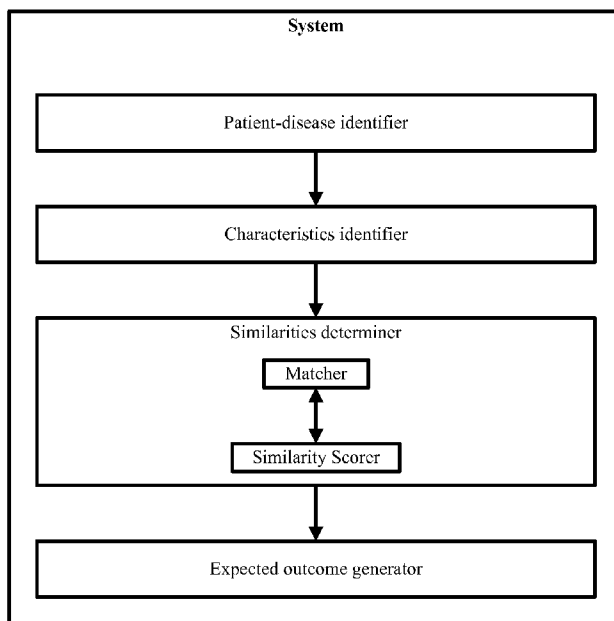 System
Patient-disease identifier
Characteristics identifier
Similarities determiner
Matcher
Similarity Scorer
Expected outcome generator